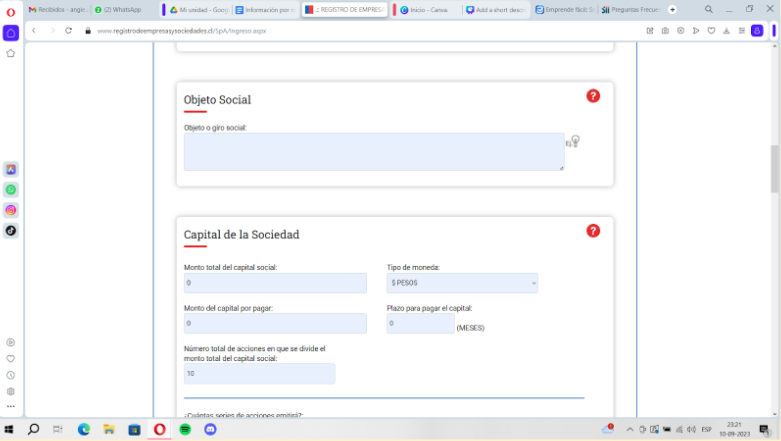 Recibidos - angie
(2) WhatsApp
Mi unidad - Goog
Información por m
.: REGISTRO DE EMPRESA
Inicio - Canva
Add a short descr
Emprende fácil: S
Preguntas Frecuen
www.registrodeempresasysociedades.cl/SpA/Ingreso.aspx
Objeto Social
?
Objeto o giro social:
Ej.
Capital de la Sociedad
?
Monto total del capital social:
Tipo de moneda:
0
$ PESOS
Monto del capital por pagar:
Plazo para pagar el capital:
0
0
(MESES)
Número total de acciones en que se divide el
monto total del capital social:
10
¿Cuántas series de acciones emitirá?:
ESP
23:21
10-09-2023